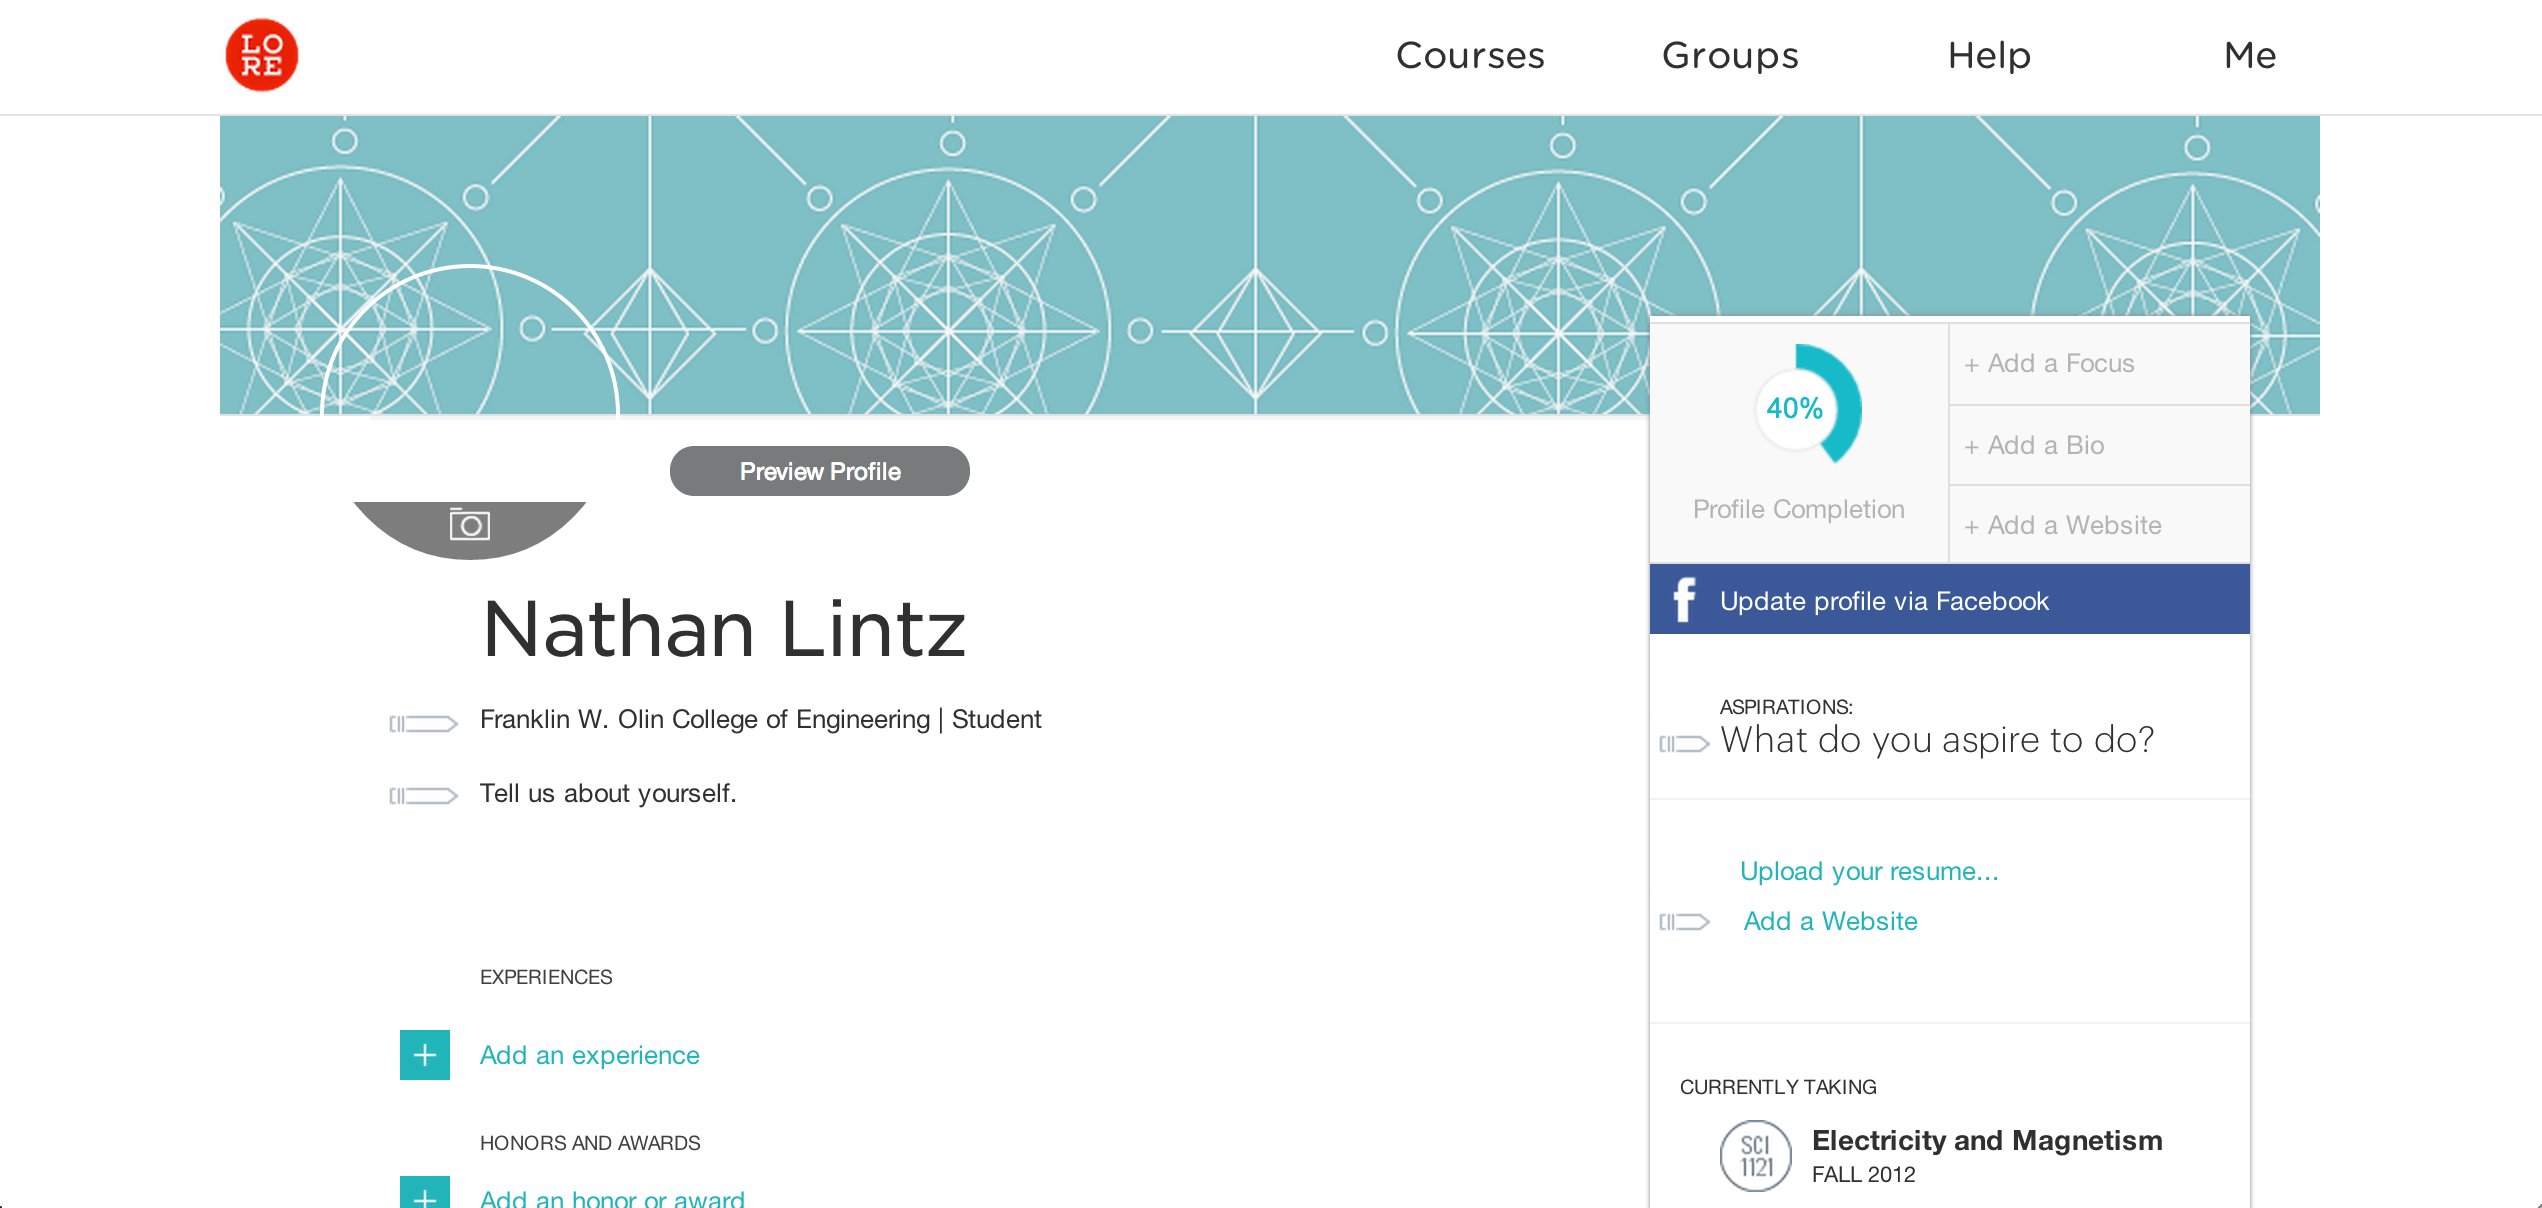 LO
RE
Courses
Groups
Help
Me
40%
Profile Completion
+ Add a Focus
+ Add a Bio
+ Add a Website
f Update profile via Facebook
Preview Profile
Nathan Lintz
Franklin W. Olin College of Engineering | Student
Tell us about yourself.
EXPERIENCES
+ Add an experience
HONORS AND AWARDS
+ Add an honor or award
ASPIRATIONS:
What do you aspire to do?
Upload your resume...
Add a Website
CURRENTLY TAKING
SCI
1121
Electricity and Magnetism
FALL 2012